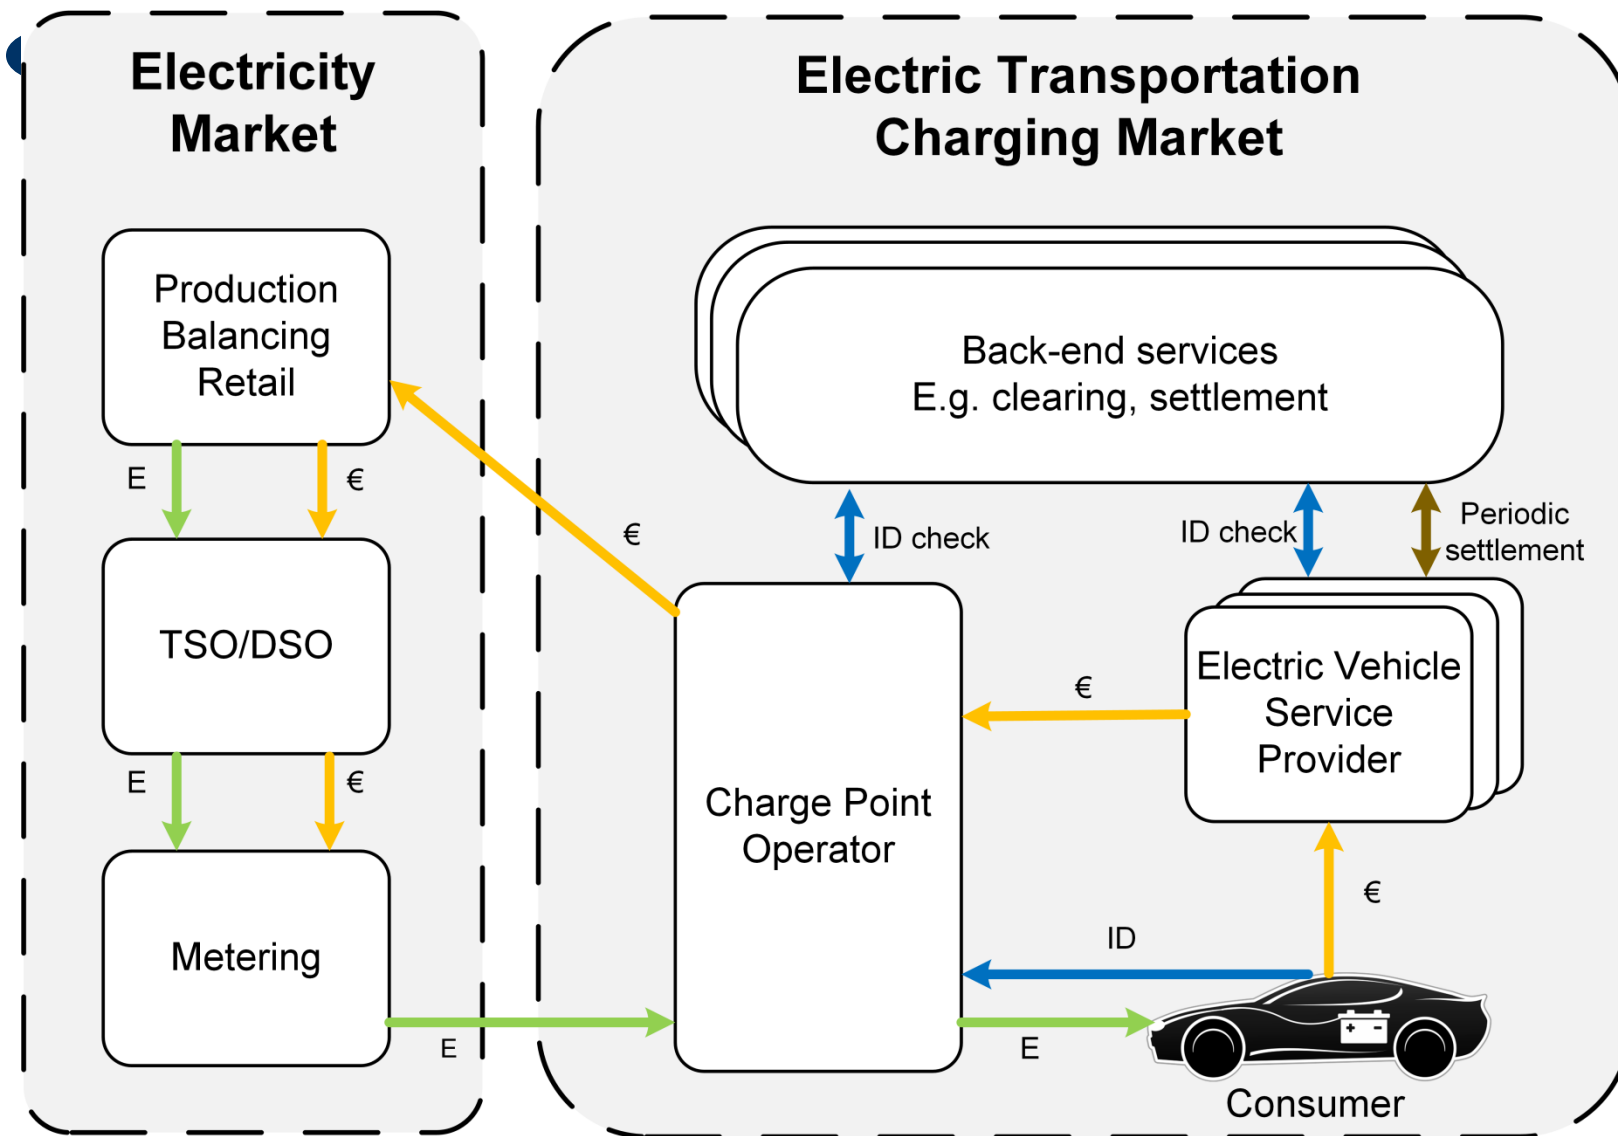 Electricity
Market
Production
Balancing
Retail
E
€
TSO/DSO
E
€
Metering
E
€
Electric Transportation
Charging Market
Back-end services
E.g. clearing, settlement
ID check
ID check
Periodic
settlement
Charge Point
Operator
€
Electric Vehicle
Service
Provider
€
ID
E
+ -
Consumer